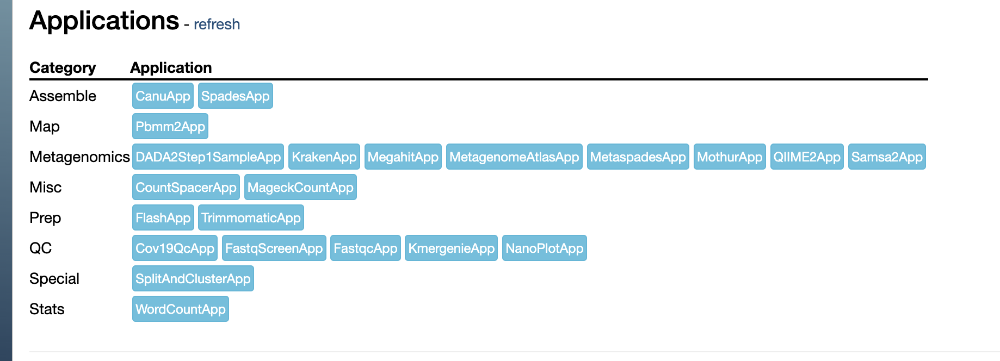 Applications - refresh
Category Application
Assemble CanuApp SpadesApp
Map Pbmm2App
Metagenomics DADA2Step1SampleApp KrakenApp MegahitApp MetagenomeAtlasApp MetaspadesApp MothurApp QIIME2App Samsa2App
Misc CountSpacerApp MageckCountApp
Prep FlashApp TrimmomaticApp
QC Cov19QcApp FastqScreenApp FastqcApp KmergenieApp NanoPlotApp
Special SplitAndClusterApp
Stats WordCountApp